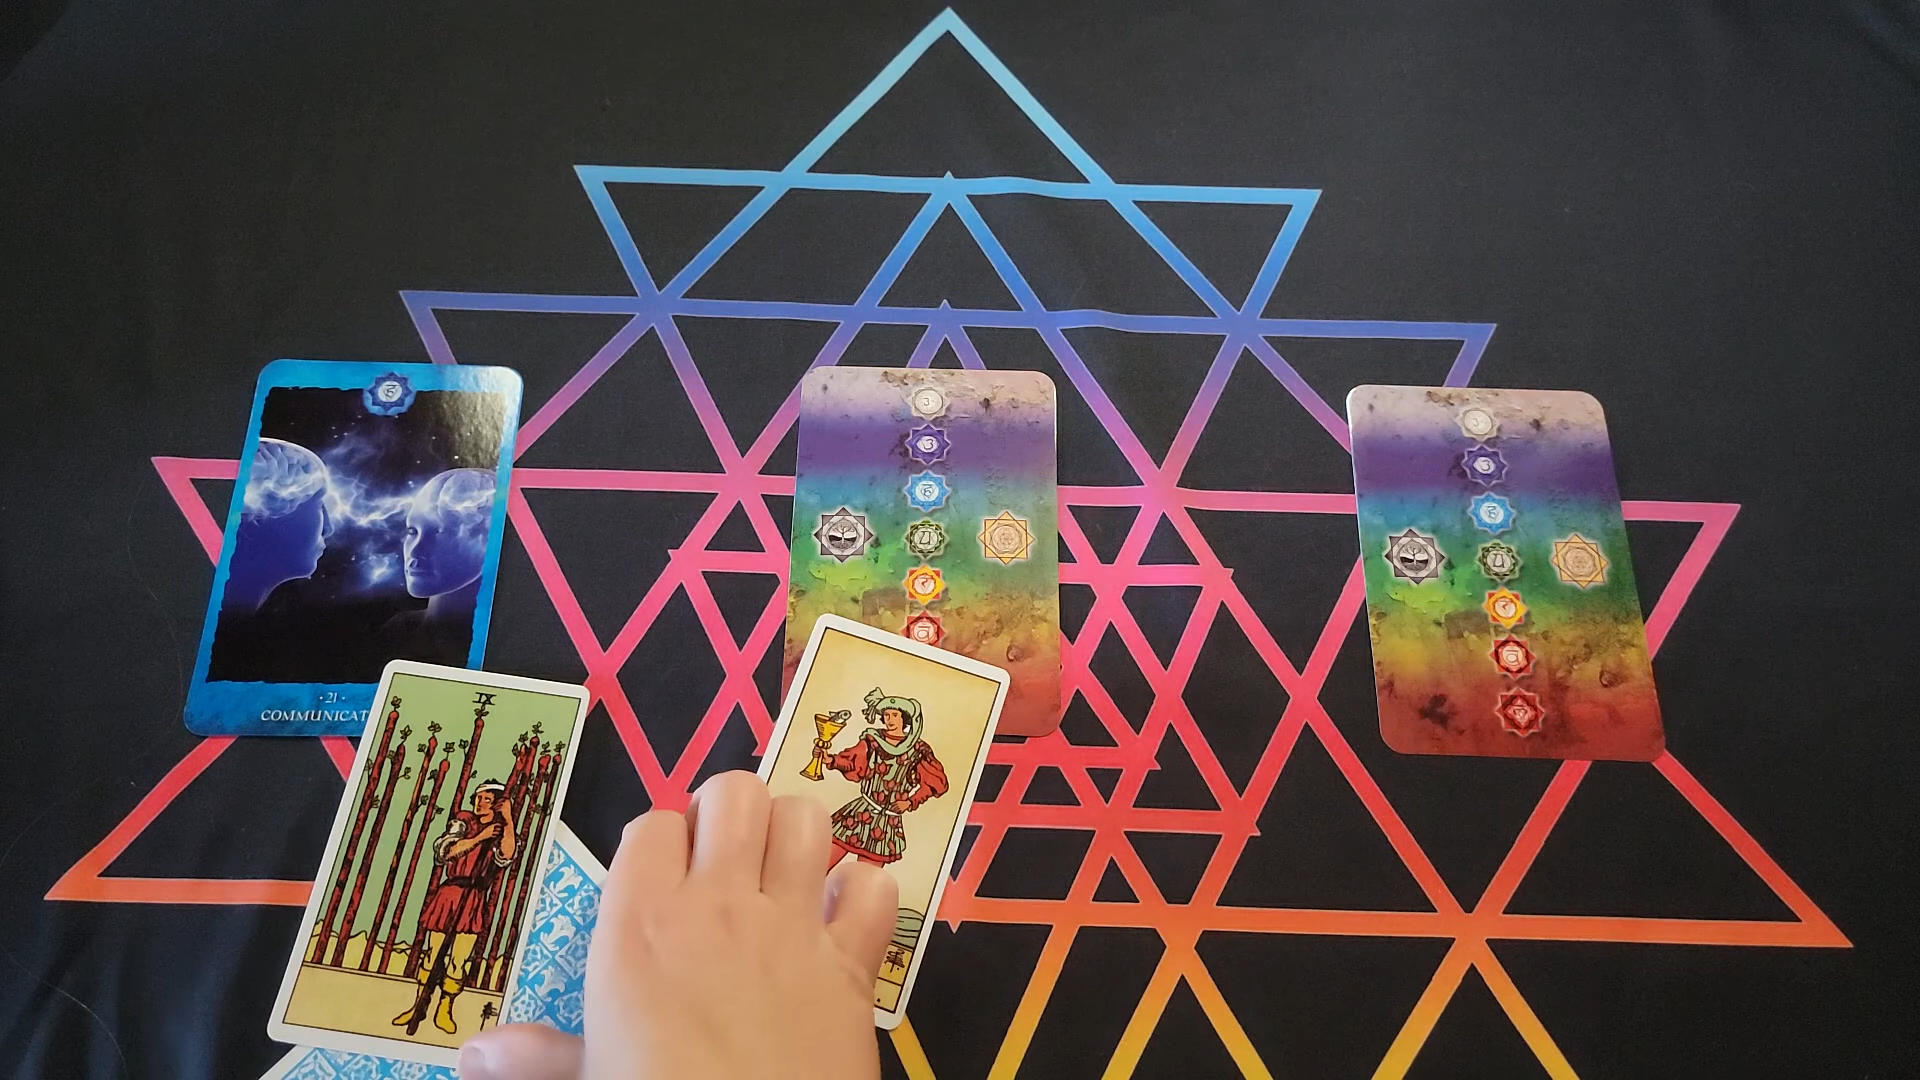 · 21 ·
COMMUNICAT
IX